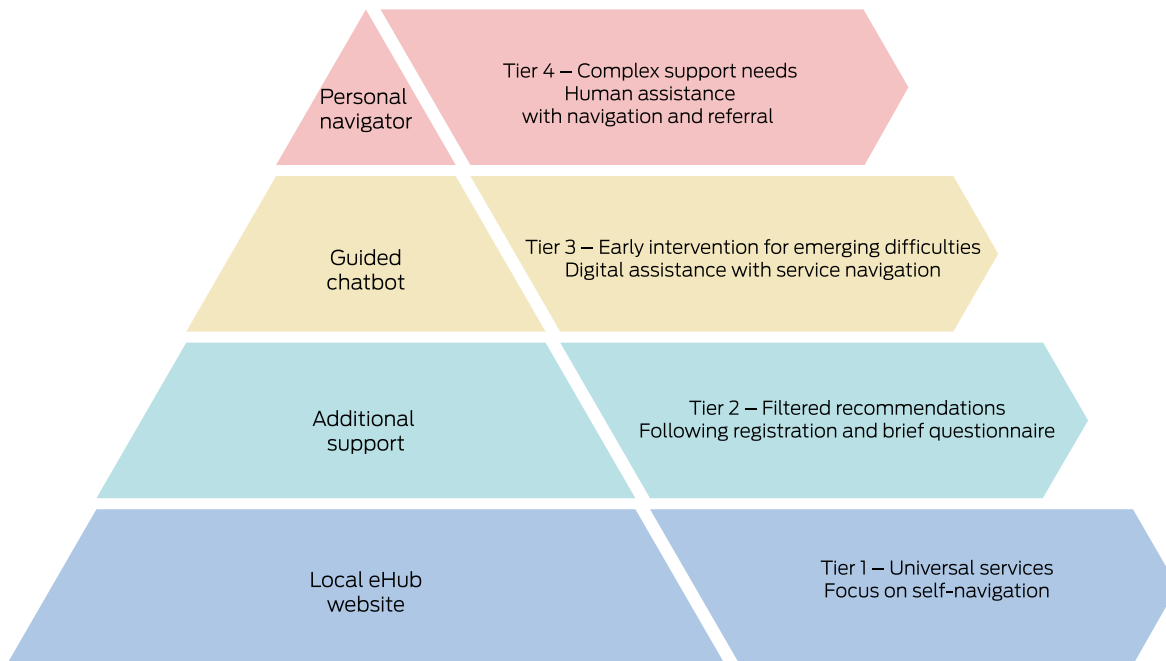 Personal
navigator
Tier 4 – Complex support needs
Human assistance
with navigation and referral
Guided
chatbot
Tier 3 – Early intervention for emerging difficulties
Digital assistance with service navigation
Additional
support
Tier 2 – Filtered recommendations
Following registration and brief questionnaire
Local eHub
website
Tier 1 – Universal services
Focus on self-navigation